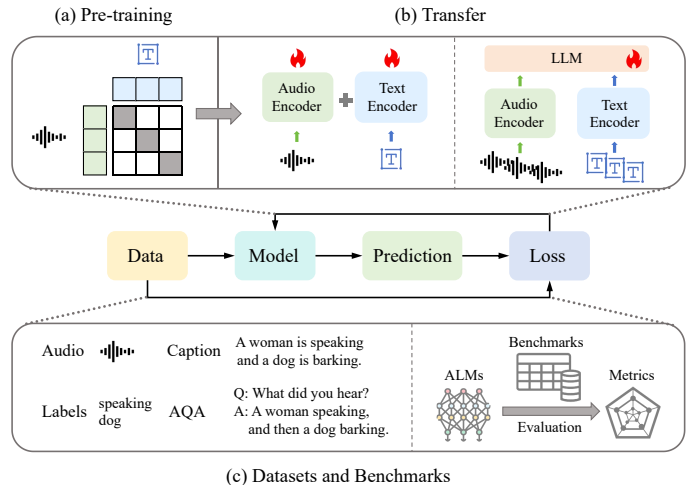 (a) Pre-training
(b) Transfer
T
Audio
Encoder
Text
Encoder
T
LLM
Audio
Encoder
Text
Encoder
T T T
Data
Model
Prediction
Loss
Audio
Caption
A woman is speaking
and a dog is barking.
Labels
speaking
dog
AQA
Q: What did you hear?
A: A woman speaking,
and then a dog barking.
Benchmarks
ALMs
Metrics
Evaluation
(c) Datasets and Benchmarks